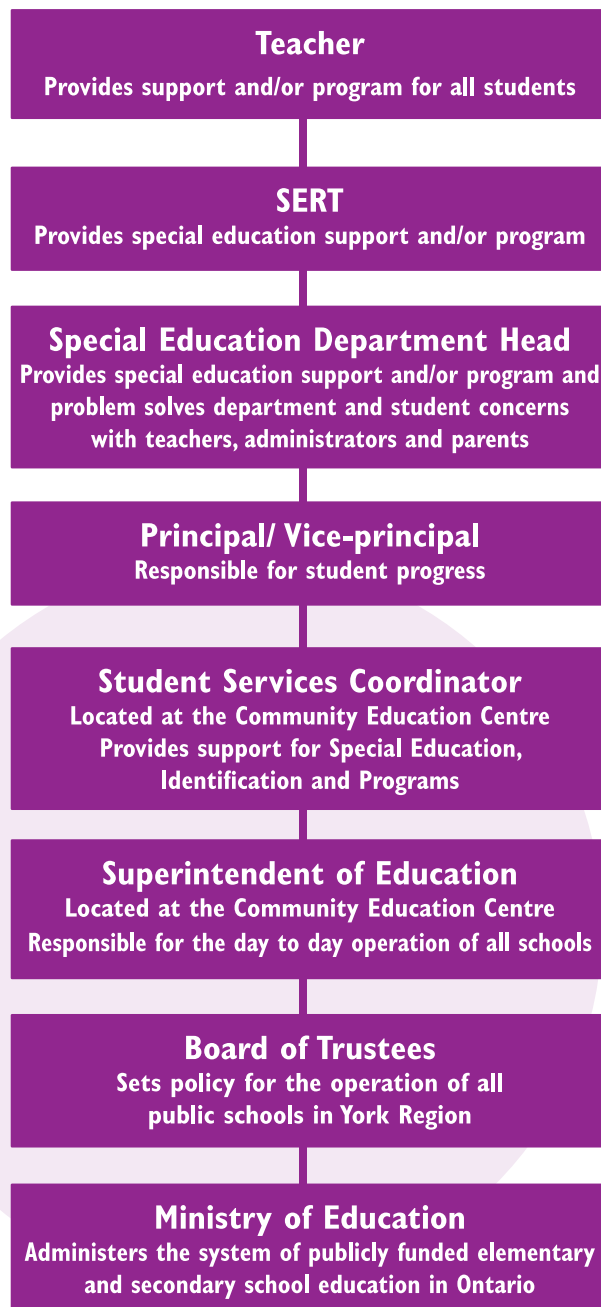 Teacher
Provides support and/or program for all students
SERT
Provides special education support and/or program
Special Education Department Head
Provides special education support and/or program and
problem solves department and student concerns
with teachers, administrators and parents
Principal/ Vice-principal
Responsible for student progress
Student Services Coordinator
Located at the Community Education Centre
Provides support for Special Education,
Identification and Programs
Superintendent of Education
Located at the Community Education Centre
Responsible for the day to day operation of all schools
Board of Trustees
Sets policy for the operation of all
public schools in York Region
Ministry of Education
Administers the system of publicly funded elementary
and secondary school education in Ontario